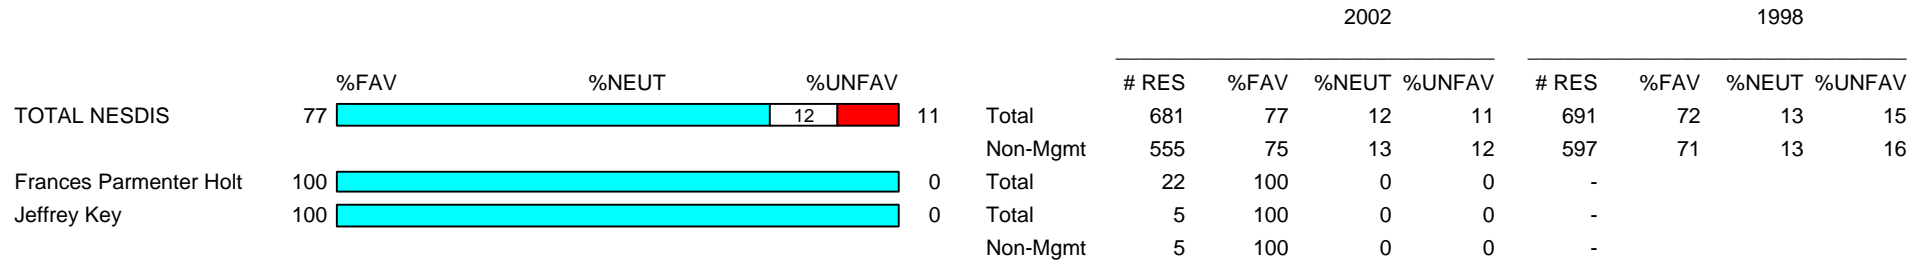 2002 1998
%FAV %NEUT %UNFAV # RES %FAV %NEUT %UNFAV # RES %FAV %NEUT %UNFAV
TOTAL NESDIS 77 12 11 Total 681 77 12 11 691 72 13 15
Non-Mgmt 555 75 13 12 597 71 13 16
Frances Parmenter Holt 100 0 Total 22 100 0 0 -
Jeffrey Key 100 0 Total 5 100 0 0 -
Non-Mgmt 5 100 0 0 -